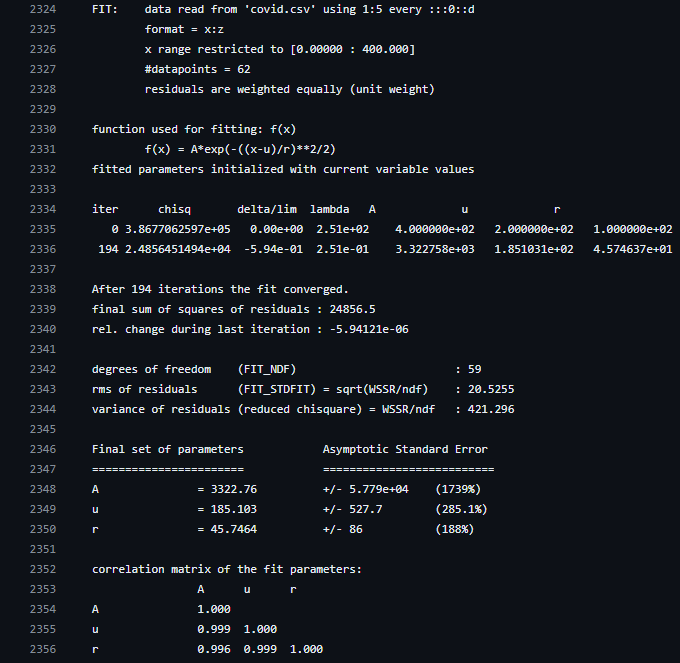 2324 FIT:    data read from 'covid.csv' using 1:5 every :::0::d
2325         format = x:z
2326         x range restricted to [0.00000 : 400.000]
2327         #datapoints = 62
2328         residuals are weighted equally (unit weight)
2329
2330 function used for fitting: f(x)
2331         f(x) = A*exp(-((x-u)/r)**2/2)
2332 fitted parameters initialized with current variable values
2333
2334 iter      chisq       delta/lim  lambda   A             u             r
2335    0 3.8677062597e+05   0.00e+00  2.51e+02    4.000000e+02   2.000000e+02   1.000000e+02
2336  194 2.4856451494e+04  -5.94e-01  2.51e-01    3.322758e+03   1.851031e+02   4.574637e+01
2337
2338 After 194 iterations the fit converged.
2339 final sum of squares of residuals : 24856.5
2340 rel. change during last iteration : -5.94121e-06
2341
2342 degrees of freedom    (FIT_NDF)                        : 59
2343 rms of residuals      (FIT_STDFIT) = sqrt(WSSR/ndf)    : 20.5255
2344 variance of residuals (reduced chisquare) = WSSR/ndf   : 421.296
2345
2346 Final set of parameters            Asymptotic Standard Error
2347 =======================            ==========================
2348 A               = 3322.76          +/- 5.779e+04    (1739%)
2349 u               = 185.103          +/- 527.7        (285.1%)
2350 r               = 45.7464          +/- 86           (188%)
2351
2352 correlation matrix of the fit parameters:
2353                 A      u      r
2354 A               1.000
2355 u               0.999  1.000
2356 r               0.996  0.999  1.000